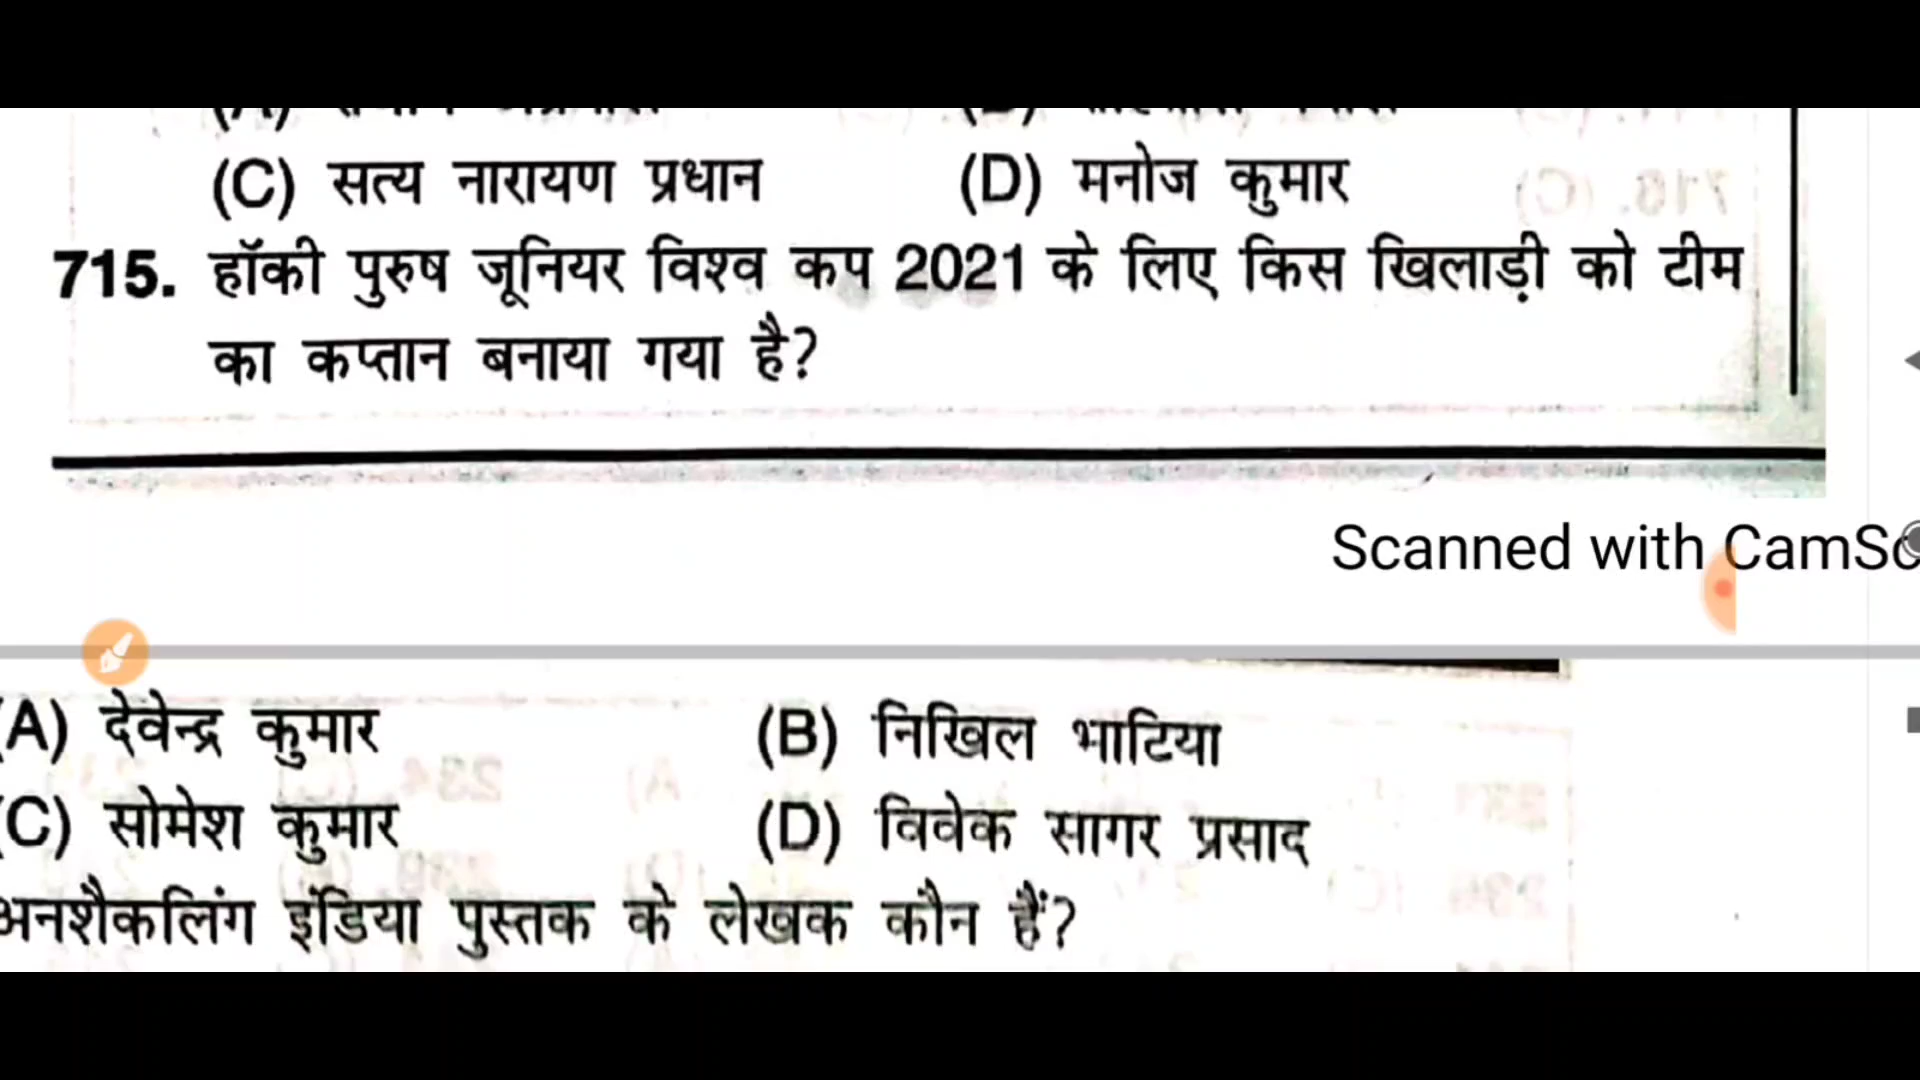 (C) सत्य नारायण प्रधान (D) मनोज कुमार
715. हॉकी पुरुष जूनियर विश्व कप 2021 के लिए किस खिलाड़ी को टीम
का कप्तान बनाया गया है?
Scanned with CamSc
(A) देवेन्द्र कुमार (B) निखिल भाटिया
(C) सोमेश कुमार (D) विवेक सागर प्रसाद
अनशैकलिंग इंडिया पुस्तक के लेखक कौन हैं?